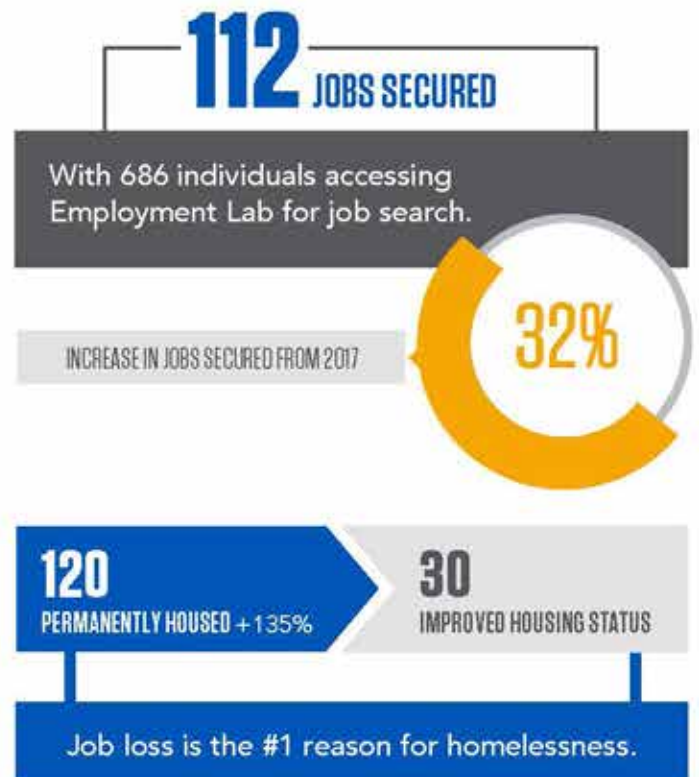 112 JOBS SECURED
With 686 individuals accessing
Employment Lab for job search.
32%
INCREASE IN JOBS SECURED FROM 2017
120
PERMANENTLY HOUSED +135%
30
IMPROVED HOUSING STATUS
Job loss is the #1 reason for homelessness.